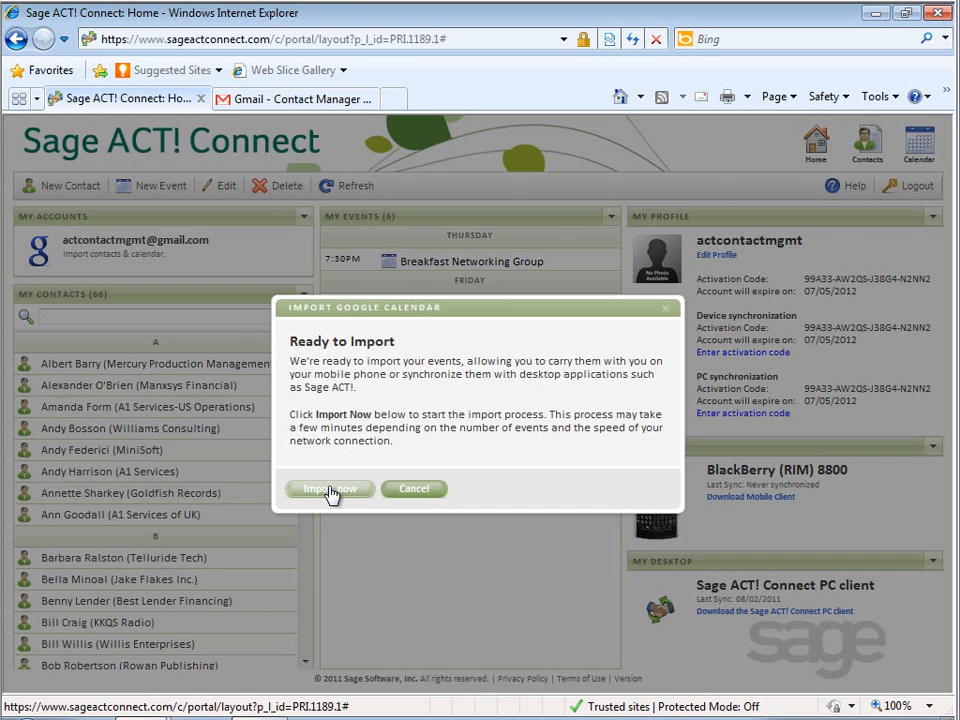 Sage ACT! Connect: Home - Windows Internet Explorer
https://www.sageactconnect.com/c/portal/layout?p_l_id=PRI.1189.1#
Bing
Favorites
Suggested Sites
Web Slice Gallery
Sage ACT! Connect: Ho...
Gmail - Contact Manager ...
Page
Safety
Tools
Sage ACT! Connect
Home
Contacts
Calendar
New Contact
New Event
Edit
Delete
Refresh
Help
Logout
MY ACCOUNTS
actcontactmgmt@gmail.com
Import contacts & calendar.
MY CONTACTS (66)
A
Albert Barry (Mercury Production Management
Alexander O'Brien (Manxsys Financial)
Amanda Form (A1 Services-US Operations)
Andy Bosson (Williams Consulting)
Andy Federici (MiniSoft)
Andy Harrison (A1 Services)
Annette Sharkey (Goldfish Records)
Ann Goodall (A1 Services of UK)
B
Barbara Ralston (Telluride Tech)
Bella Minoal (Jake Flakes Inc.)
Benny Lender (Best Lender Financing)
Bill Craig (KKQS Radio)
Bill Willis (Willis Enterprises)
Bob Robertson (Rowan Publishing)
MY EVENTS (6)
THURSDAY
7:30PM Breakfast Networking Group
FRIDAY
IMPORT GOOGLE CALENDAR
Ready to Import
We're ready to import your events, allowing you to carry them with you on
your mobile phone or synchronize them with desktop applications such
as Sage ACT!.
Click Import Now below to start the import process. This process may take
a few minutes depending on the number of events and the speed of your
network connection.
Import now
Cancel
MY PROFILE
No Photo
Available
actcontactmgmt
Edit Profile
Activation Code: 99A33-AW2QS-J38G4-N2NN2
Account will expire on: 07/05/2012
Device synchronization
Activation Code: 99A33-AW2QS-J38G4-N2NN2
Account will expire on: 07/05/2012
Enter activation code
PC synchronization
Activation Code: 99A33-AW2QS-J38G4-N2NN2
Account will expire on: 07/05/2012
Enter activation code
BlackBerry (RIM) 8800
Last Sync: Never synchronized
Download Mobile Client
MY DESKTOP
Sage ACT! Connect PC client
Last Sync: 08/02/2011
Download the Sage ACT! Connect PC client
sage
© 2011 Sage Software, Inc. All rights reserved. | Privacy Policy | Terms of Use | Version
https://www.sageactconnect.com/c/portal/layout?p_l_id=PRI.1189.1#
Trusted sites | Protected Mode: Off
100%